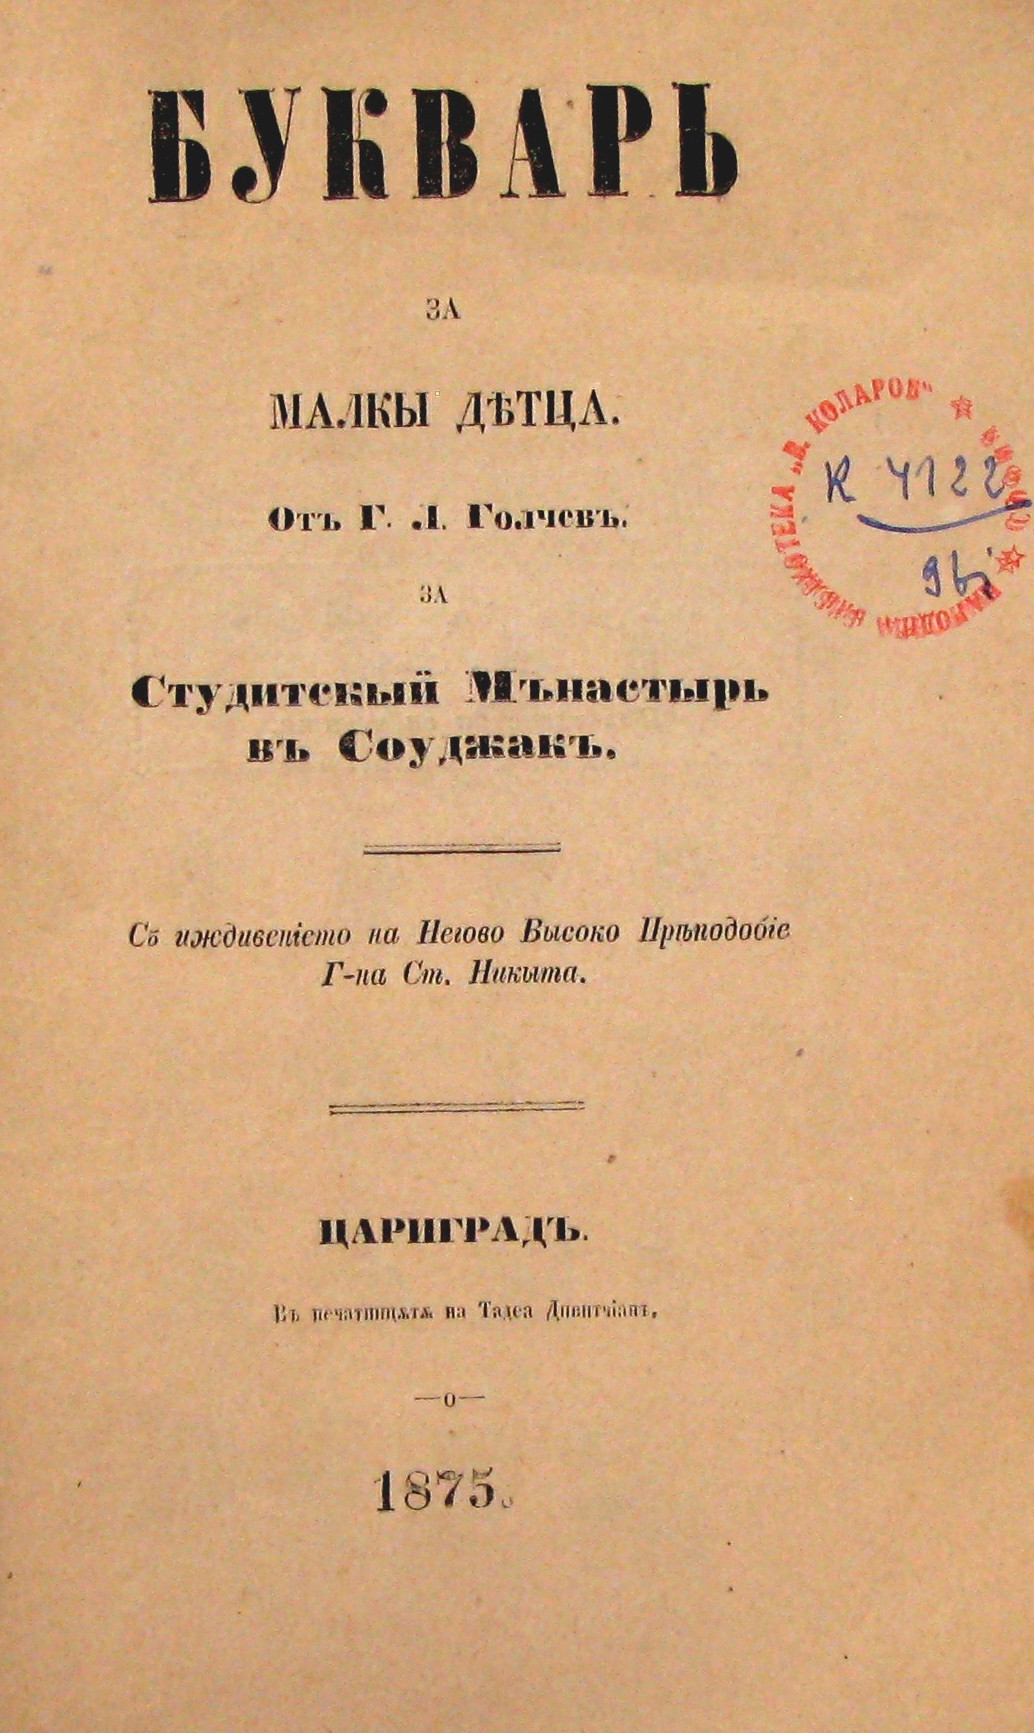 БУКВАРЬ
ЗА
МАЛКЫ ДѢТЦА.
Отъ Г. Л. Голчевъ.
ЗА
Студитскый Мънастырь
въ Соуджакъ.
Съ иждивеніето на Негово Высоко Прѣподобіе
Г-на Ст. Никыта.
ЦАРИГРАДЪ.
Въ печатницѫтѫ на Тадеа Дивитчіанъ,
—о—
1875.
НАРОДНА БИБЛИОТЕКА „В. КОЛАРОВ“
К 4122